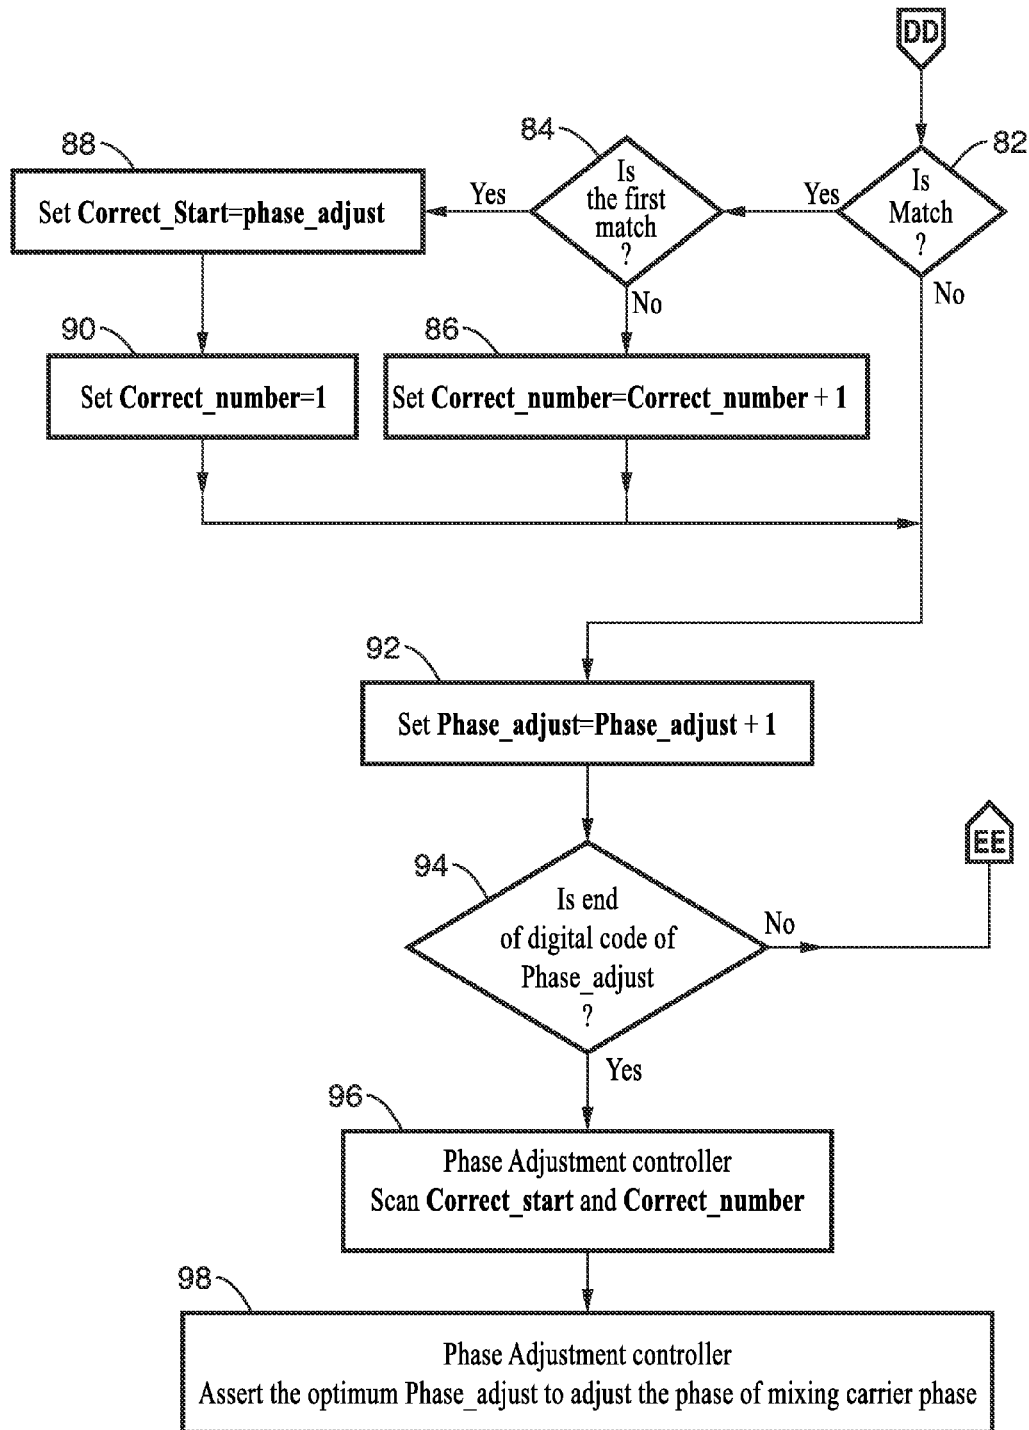 DD
82
Is
Match
?
Yes
No
84
Is
the first
match
?
Yes
No
88
Set Correct_Start=phase_adjust
90
Set Correct_number=1
86
Set Correct_number=Correct_number + 1
92
Set Phase_adjust=Phase_adjust + 1
94
Is end
of digital code of
Phase_adjust
?
No
EE
Yes
96
Phase Adjustment controller
Scan Correct_start and Correct_number
98
Phase Adjustment controller
Assert the optimum Phase_adjust to adjust the phase of mixing carrier phase